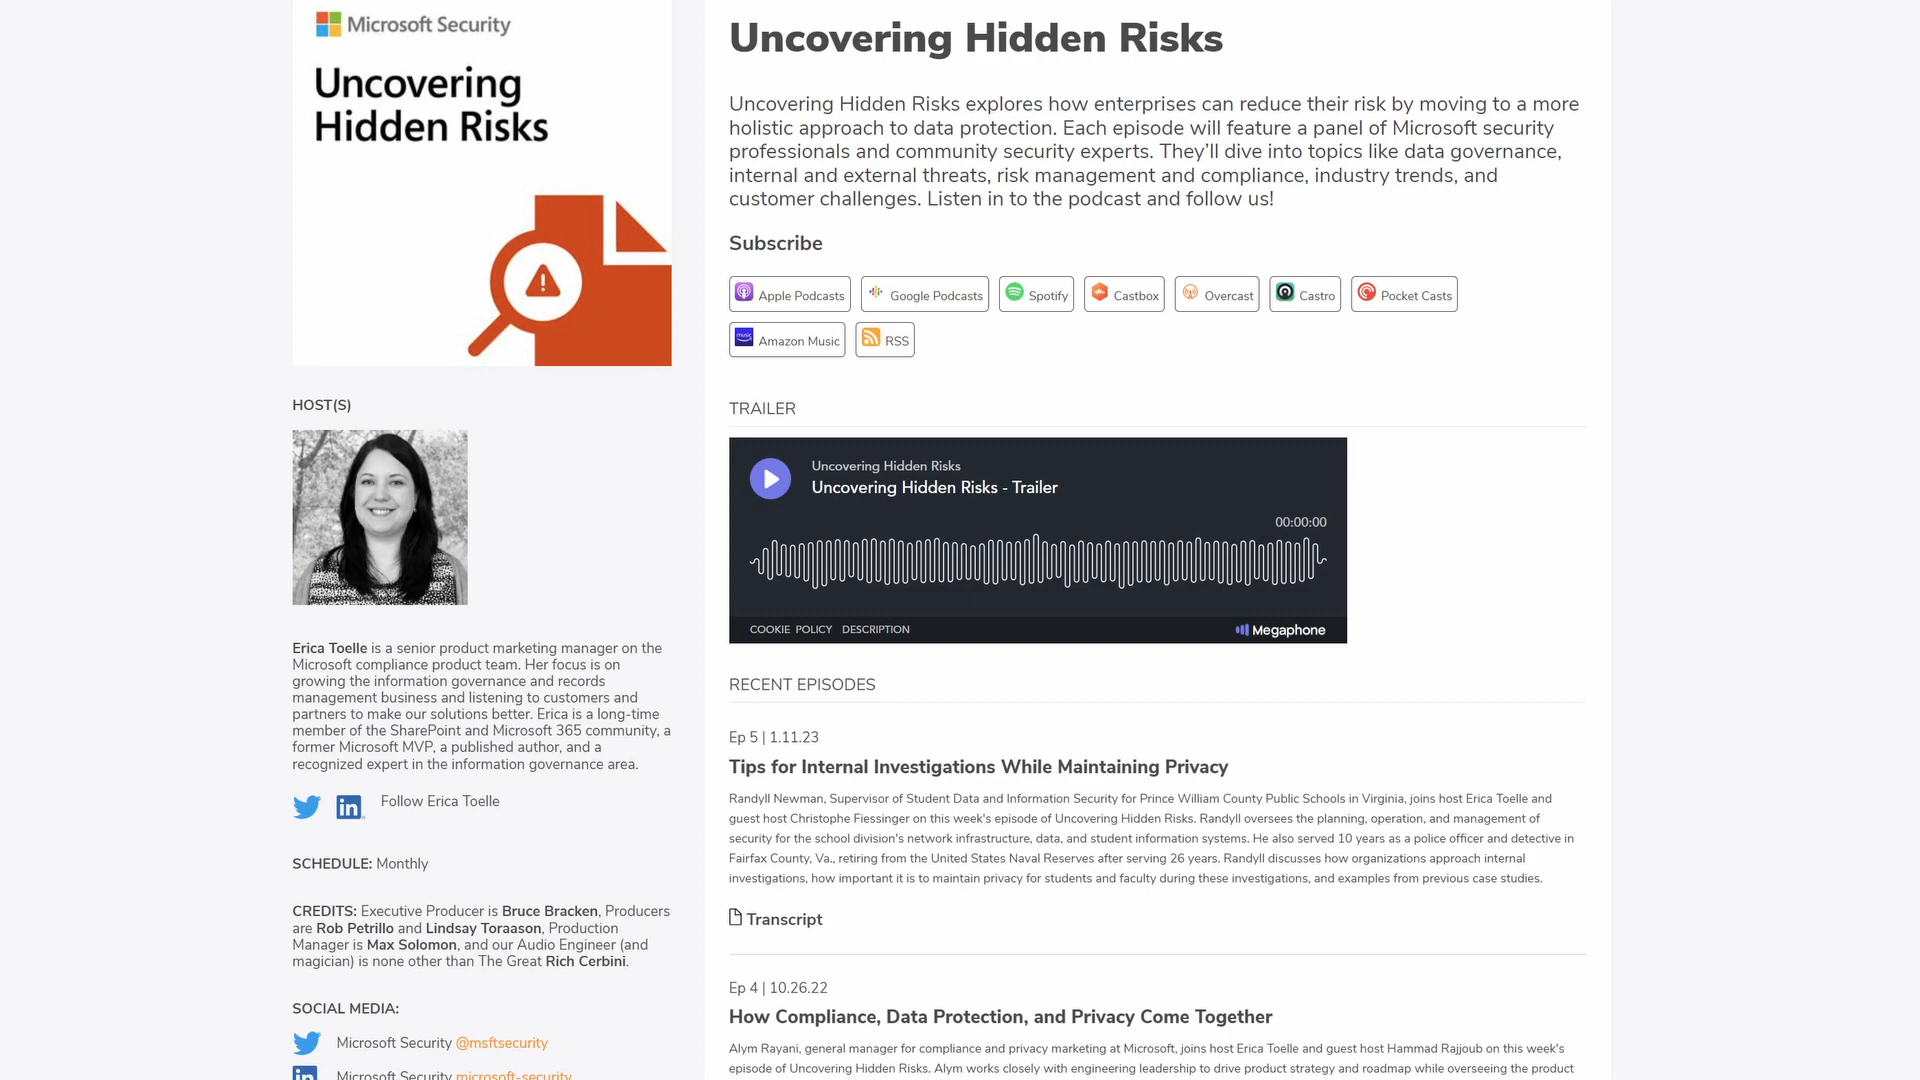 Microsoft Security
Uncovering
Hidden Risks
HOST(S)
Erica Toelle is a senior product marketing manager on the
Microsoft compliance product team. Her focus is on
growing the information governance and records
management business and listening to customers and
partners to make our solutions better. Erica is a long-time
member of the SharePoint and Microsoft 365 community, a
former Microsoft MVP, a published author, and a
recognized expert in the information governance area.
Follow Erica Toelle
SCHEDULE: Monthly
CREDITS: Executive Producer is Bruce Bracken, Producers
are Rob Petrillo and Lindsay Toraason, Production
Manager is Max Solomon, and our Audio Engineer (and
magician) is none other than The Great Rich Cerbini.
SOCIAL MEDIA:
Microsoft Security @msftsecurity
Microsoft Security microsoft-security
Uncovering Hidden Risks
Uncovering Hidden Risks explores how enterprises can reduce their risk by moving to a more
holistic approach to data protection. Each episode will feature a panel of Microsoft security
professionals and community security experts. They’ll dive into topics like data governance,
internal and external threats, risk management and compliance, industry trends, and
customer challenges. Listen in to the podcast and follow us!
Subscribe
Apple Podcasts Google Podcasts Spotify Castbox Overcast Castro Pocket Casts
music Amazon Music RSS
TRAILER
Uncovering Hidden Risks
Uncovering Hidden Risks - Trailer
00:00:00
COOKIE POLICY DESCRIPTION Megaphone
RECENT EPISODES
Ep 5 | 1.11.23
Tips for Internal Investigations While Maintaining Privacy
Randyll Newman, Supervisor of Student Data and Information Security for Prince William County Public Schools in Virginia, joins host Erica Toelle and
guest host Christophe Fiessinger on this week's episode of Uncovering Hidden Risks. Randyll oversees the planning, operation, and management of
security for the school division's network infrastructure, data, and student information systems. He also served 10 years as a police officer and detective in
Fairfax County, Va., retiring from the United States Naval Reserves after serving 26 years. Randyll discusses how organizations approach internal
investigations, how important it is to maintain privacy for students and faculty during these investigations, and examples from previous case studies.
Transcript
Ep 4 | 10.26.22
How Compliance, Data Protection, and Privacy Come Together
Alym Rayani, general manager for compliance and privacy marketing at Microsoft, joins host Erica Toelle and guest host Hammad Rajjoub on this week's
episode of Uncovering Hidden Risks. Alym works closely with engineering leadership to drive product strategy and roadmap while overseeing the product